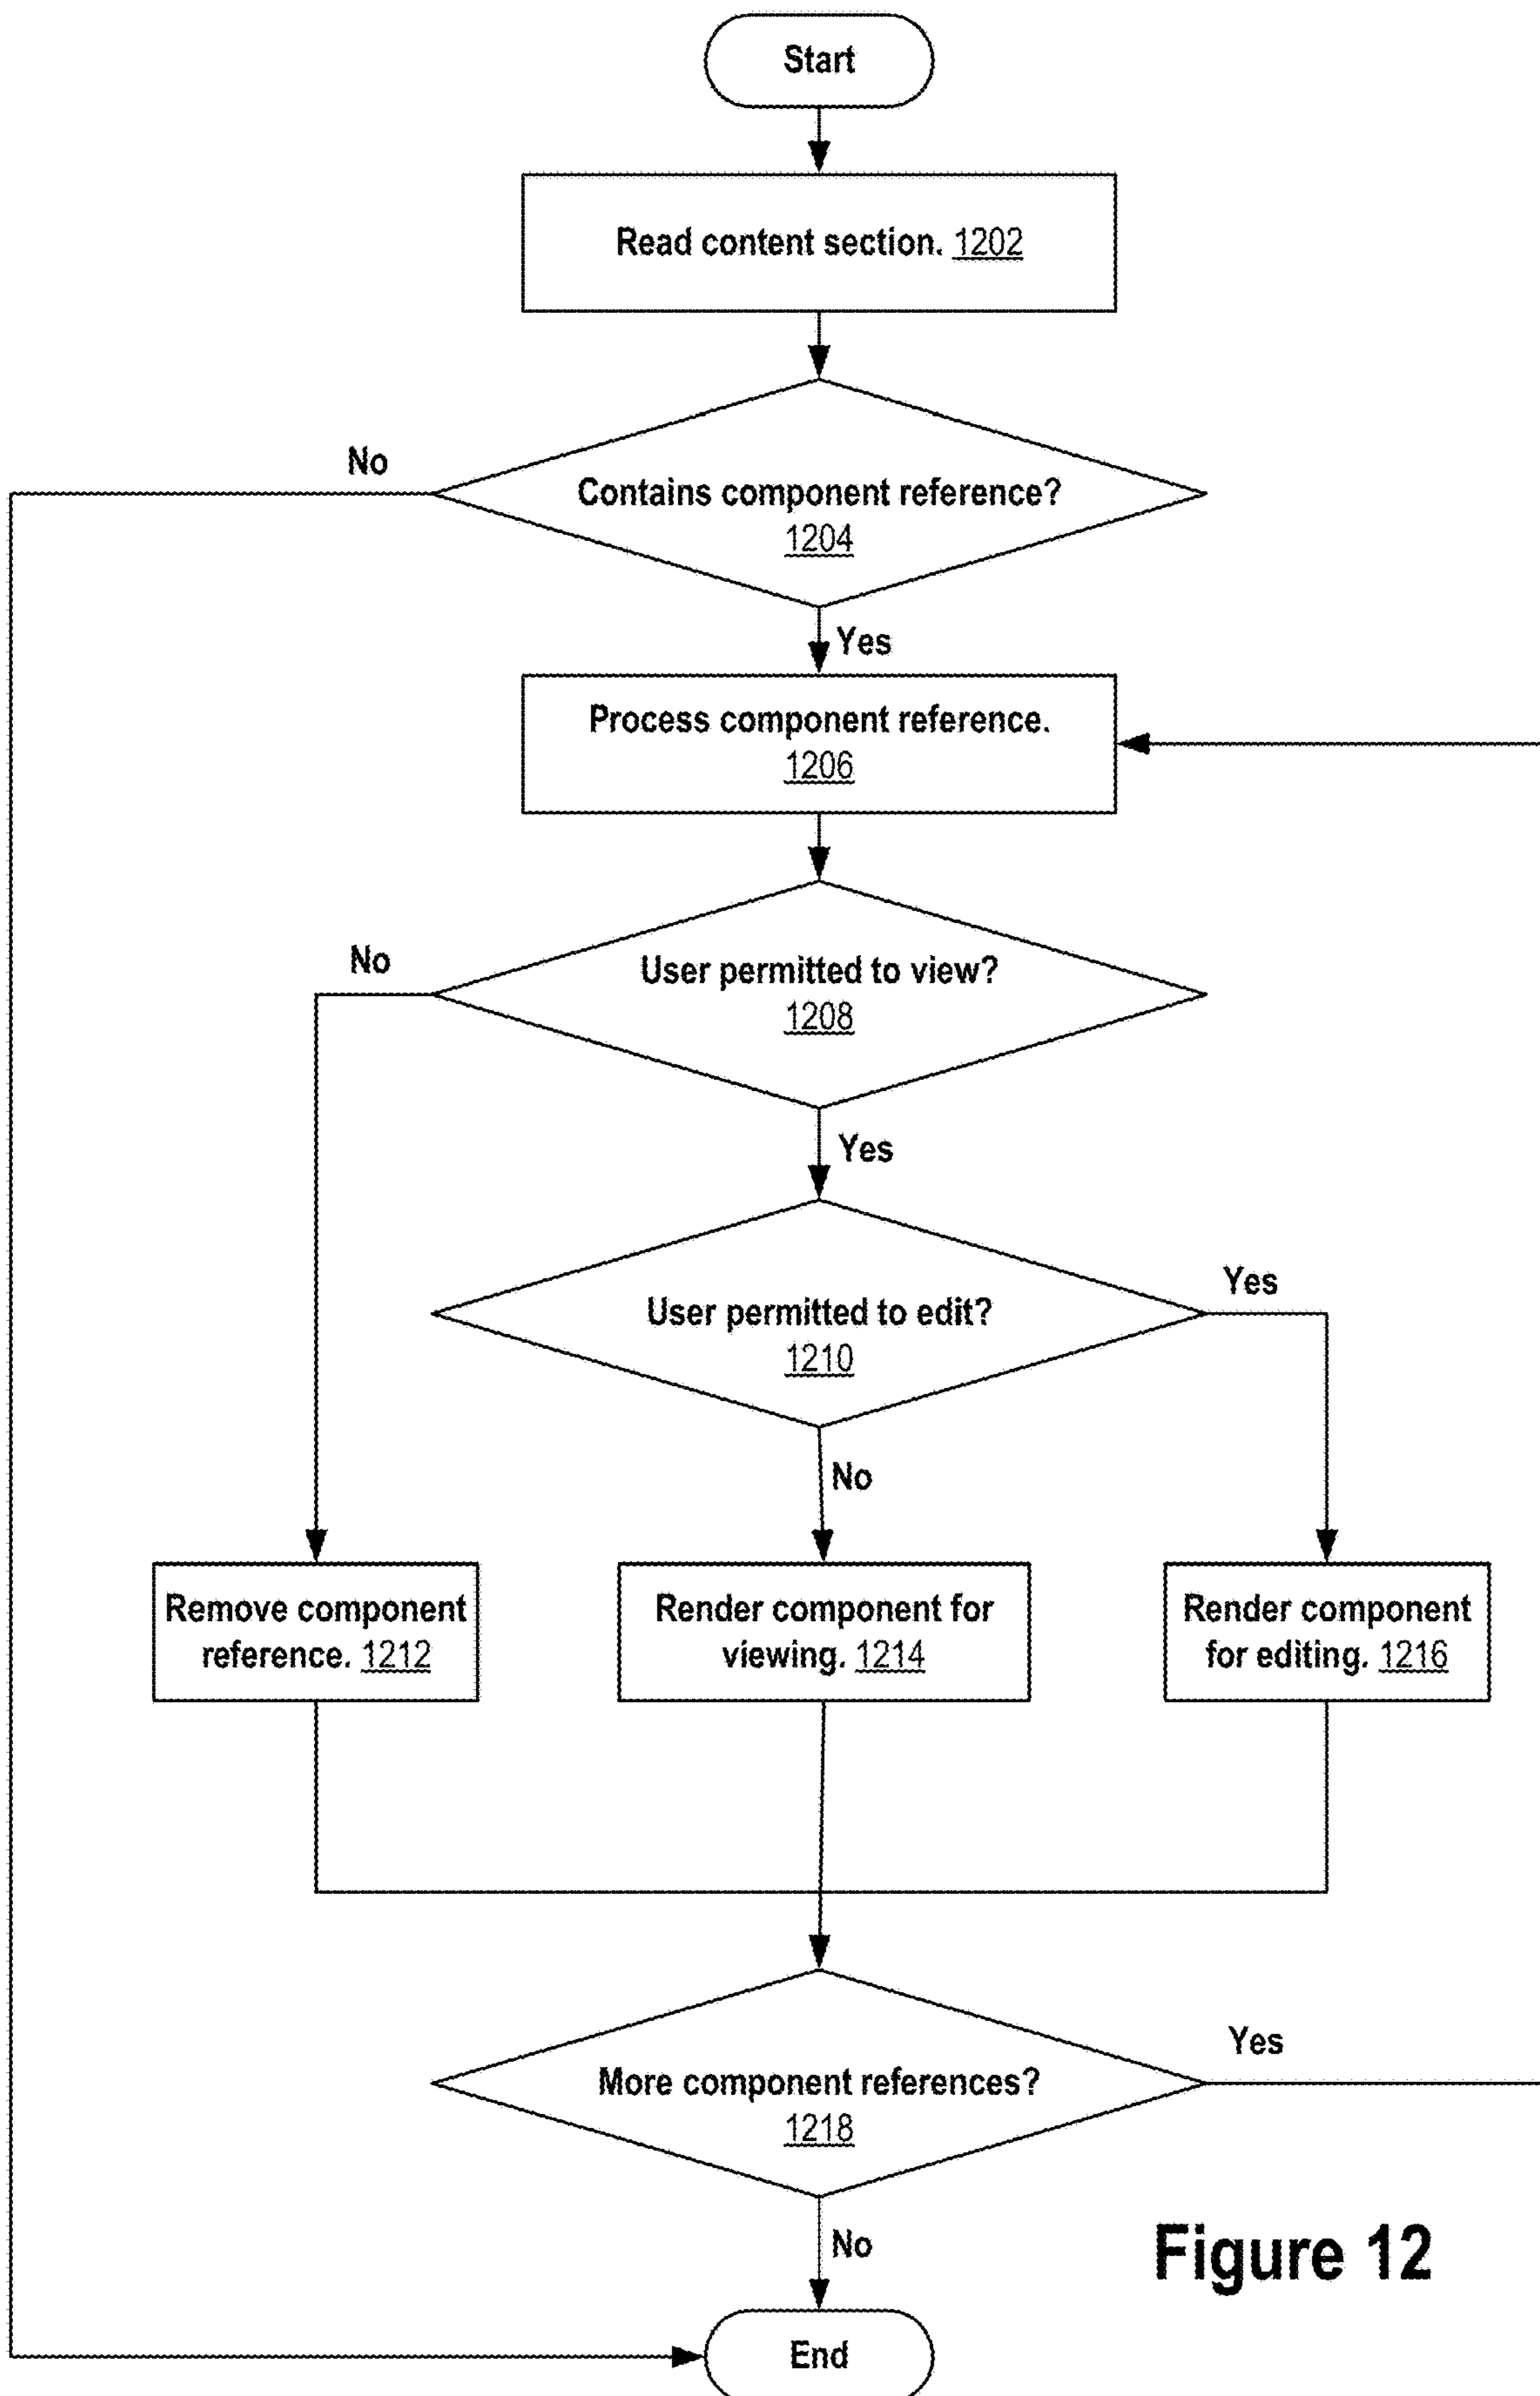 Start
Read content section. 1202
No
Contains component reference?
1204
Yes
Process component reference.
1206
No
User permitted to view?
1208
Yes
Yes
User permitted to edit?
1210
No
Remove component
reference. 1212
Render component for
viewing. 1214
Render component
for editing. 1216
Yes
More component references?
1218
No
Figure 12
End